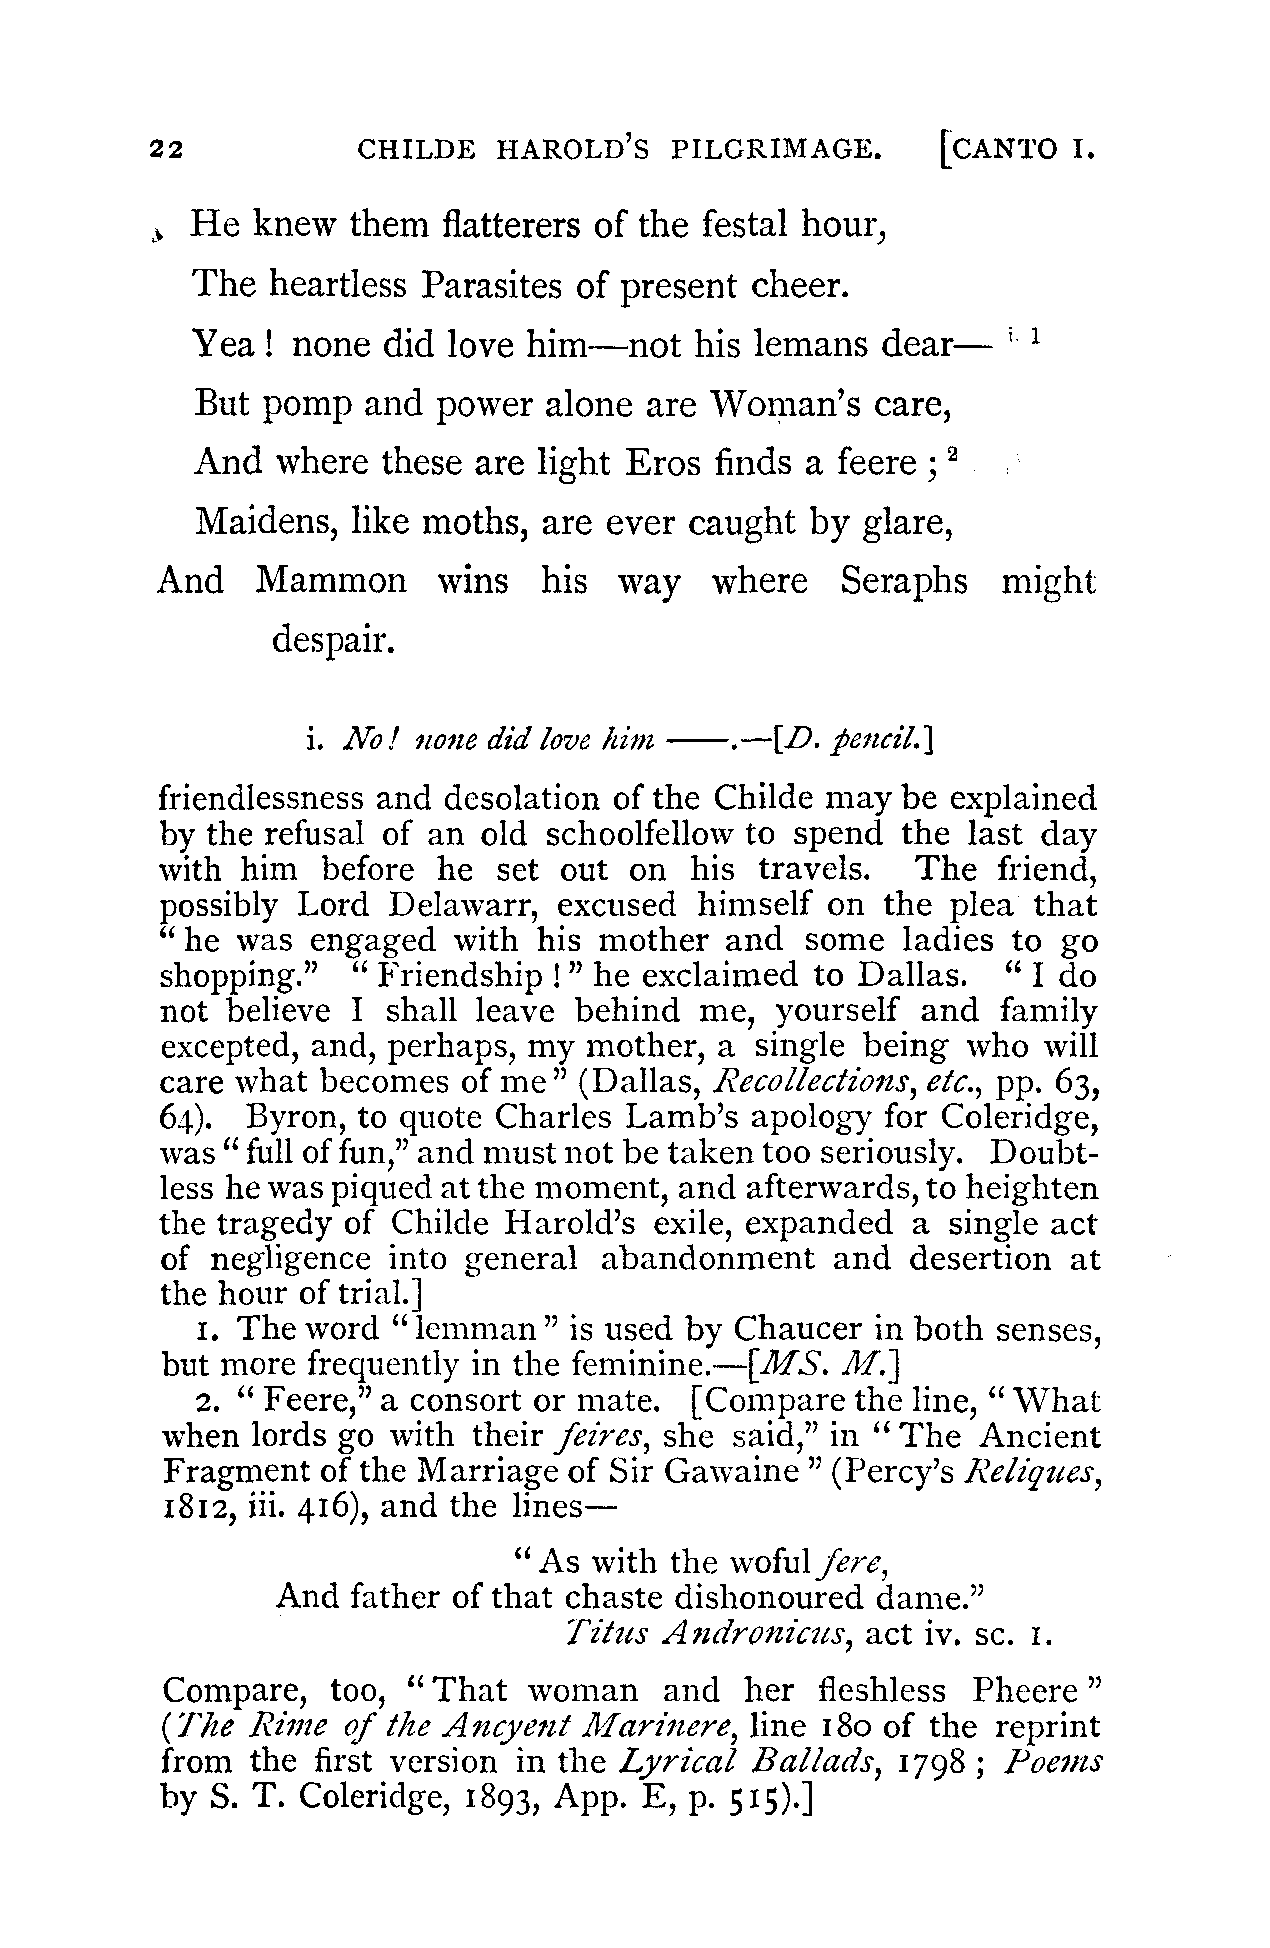 22 CHILDE HAROLD'S PILGRIMAGE. [CANTO I.
He knew them flatterers of the festal hour,
The heartless Parasites of present cheer.
Yea! none did love him—not his lemans dear— i. 1
But pomp and power alone are Woman's care,
And where these are light Eros finds a feere; 2
Maidens, like moths, are ever caught by glare,
And Mammon wins his way where Seraphs might
despair.
i. No! none did love him ——.—[D. pencil.]
friendlessness and desolation of the Childe may be explained
by the refusal of an old schoolfellow to spend the last day
with him before he set out on his travels. The friend,
possibly Lord Delawarr, excused himself on the plea that
"he was engaged with his mother and some ladies to go
shopping." "Friendship!" he exclaimed to Dallas. "I do
not believe I shall leave behind me, yourself and family
excepted, and, perhaps, my mother, a single being who will
care what becomes of me" (Dallas, Recollections, etc., pp. 63,
64). Byron, to quote Charles Lamb's apology for Coleridge,
was "full of fun," and must not be taken too seriously. Doubt-
less he was piqued at the moment, and afterwards, to heighten
the tragedy of Childe Harold's exile, expanded a single act
of negligence into general abandonment and desertion at
the hour of trial.]
1. The word "lemman" is used by Chaucer in both senses,
but more frequently in the feminine.—[MS. M.]
2. "Feere," a consort or mate. [Compare the line, "What
when lords go with their feires, she said," in "The Ancient
Fragment of the Marriage of Sir Gawaine" (Percy's Reliques,
1812, iii. 416), and the lines—
"As with the woful fere,
And father of that chaste dishonoured dame."
Titus Andronicus, act iv. sc. 1.
Compare, too, "That woman and her fleshless Pheere"
(The Rime of the Ancyent Marinere, line 180 of the reprint
from the first version in the Lyrical Ballads, 1798; Poems
by S. T. Coleridge, 1893, App. E, p. 515).]